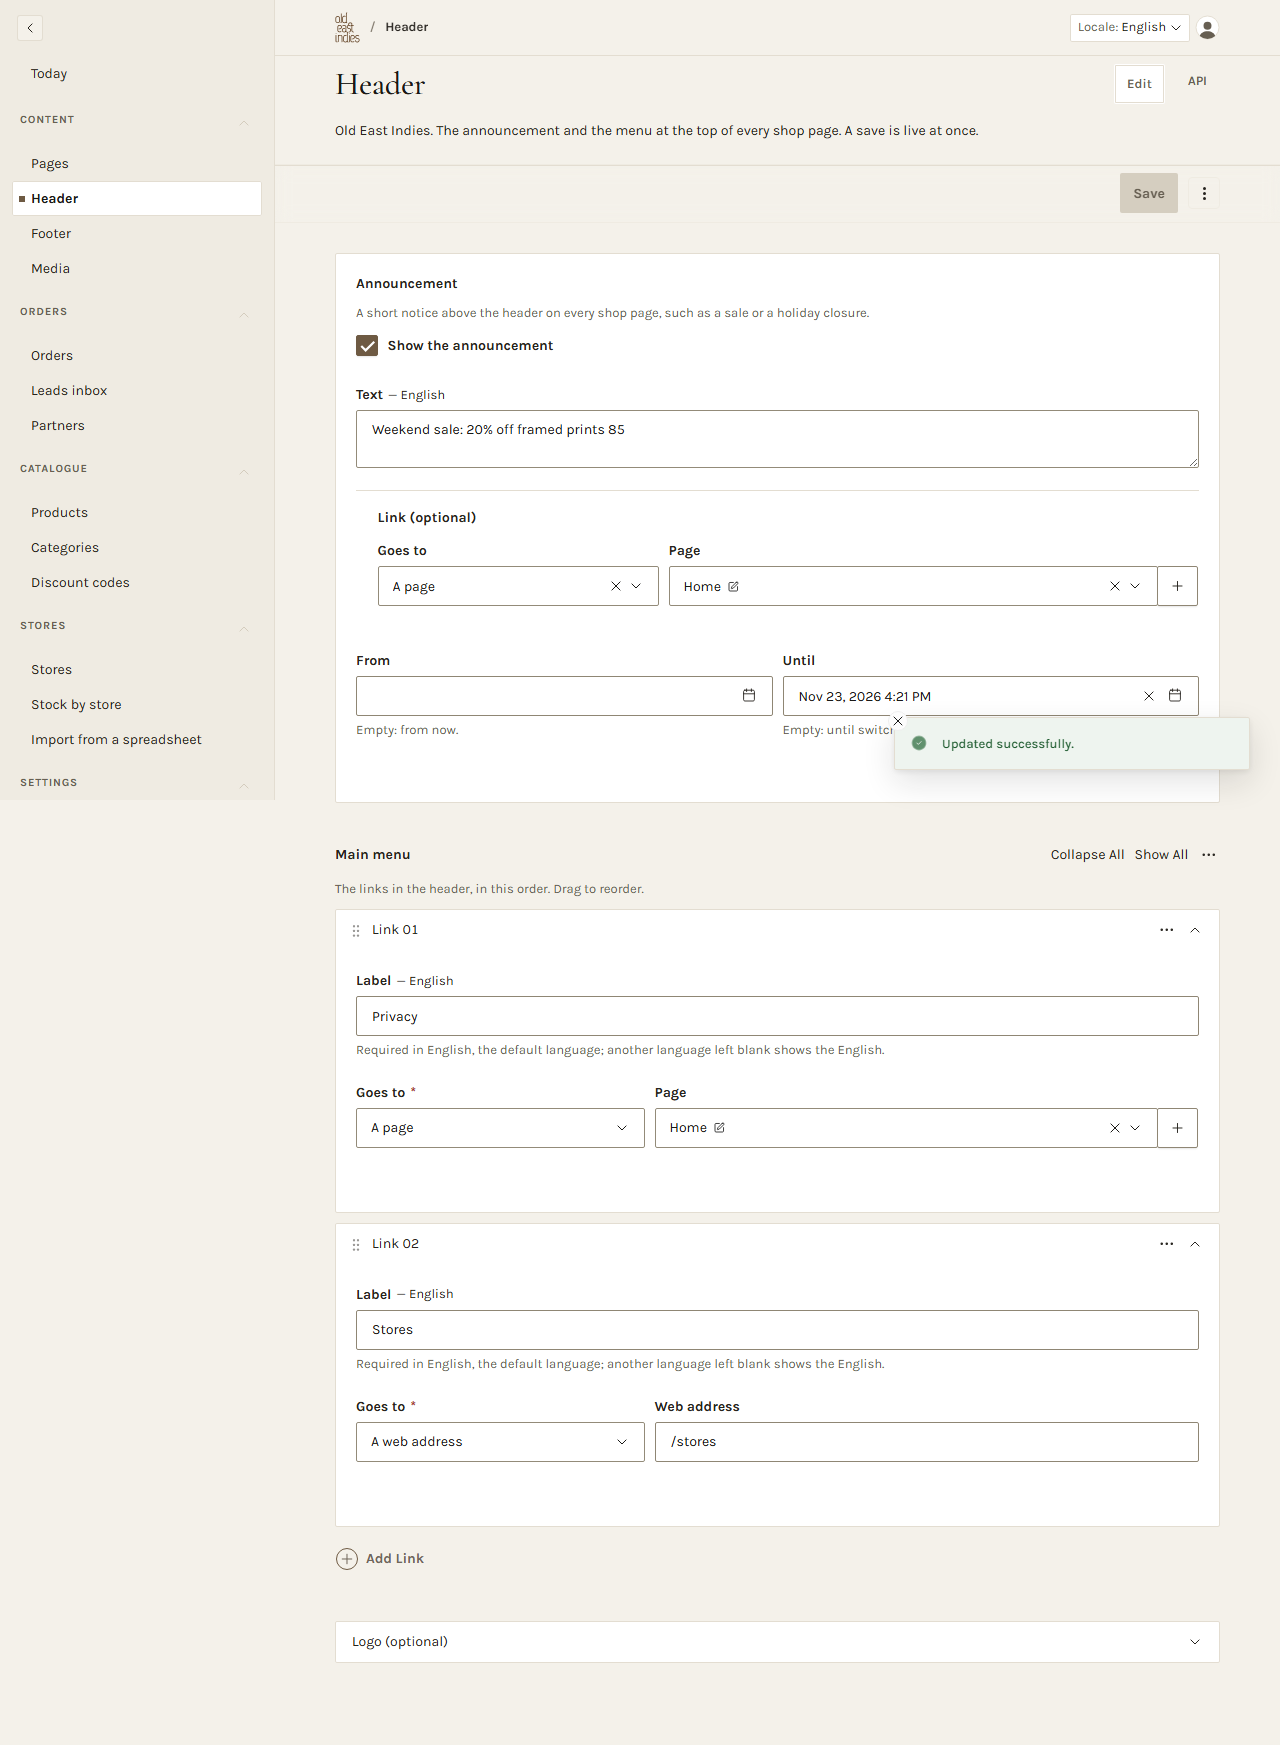 old east indies / Header
Locale: English
Today
CONTENT
Pages
Header
Footer
Media
ORDERS
Orders
Leads inbox
Partners
CATALOGUE
Products
Categories
Discount codes
STORES
Stores
Stock by store
Import from a spreadsheet
SETTINGS
Header
Edit
API
Old East Indies. The announcement and the menu at the top of every shop page. A save is live at once.
Save
Announcement
A short notice above the header on every shop page, such as a sale or a holiday closure.
Show the announcement
Text — English
Weekend sale: 20% off framed prints 85
Link (optional)
Goes to
Page
A page
Home
From
Until
Nov 23, 2026 4:21 PM
Empty: from now.
Empty: until
Updated successfully.
Main menu
Collapse All Show All
The links in the header, in this order. Drag to reorder.
Link 01
Label — English
Privacy
Required in English, the default language; another language left blank shows the English.
Goes to *
Page
A page
Home
Link 02
Label — English
Stores
Required in English, the default language; another language left blank shows the English.
Goes to *
Web address
A web address
/stores
Add Link
Logo (optional)